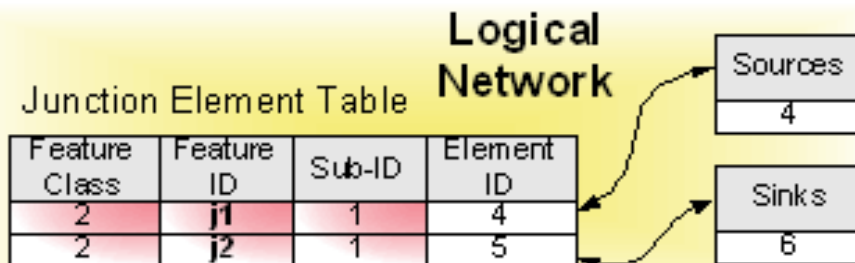 Logical
Network
Junction Element Table
Feature Class Feature ID Sub-ID Element ID
2 j1 1 4
2 j2 1 5
Sources
4
Sinks
6